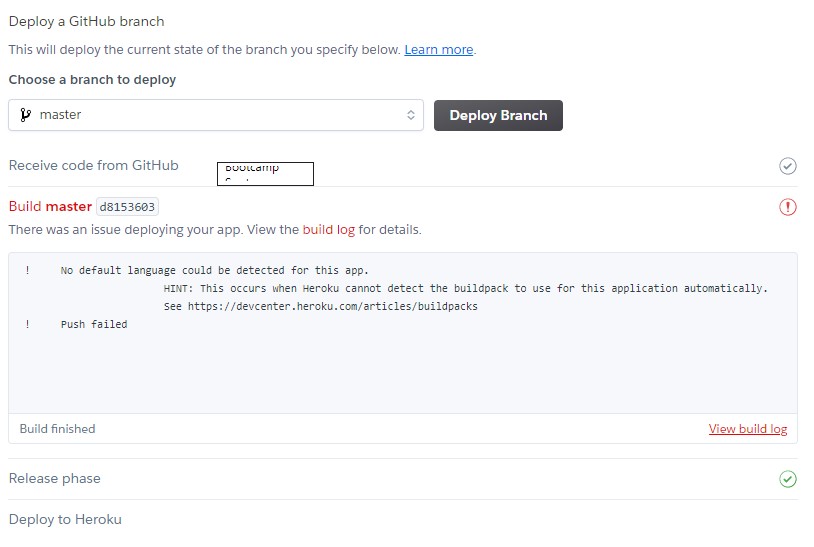 Deploy a GitHub branch
This will deploy the current state of the branch you specify below. Learn more.
Choose a branch to deploy
master
Deploy Branch
Receive code from GitHub
Bootcamp
Build master d8153603
There was an issue deploying your app. View the build log for details.
! No default language could be detected for this app.
HINT: This occurs when Heroku cannot detect the buildpack to use for this application automatically.
See https://devcenter.heroku.com/articles/buildpacks
! Push failed
Build finished
View build log
Release phase
Deploy to Heroku